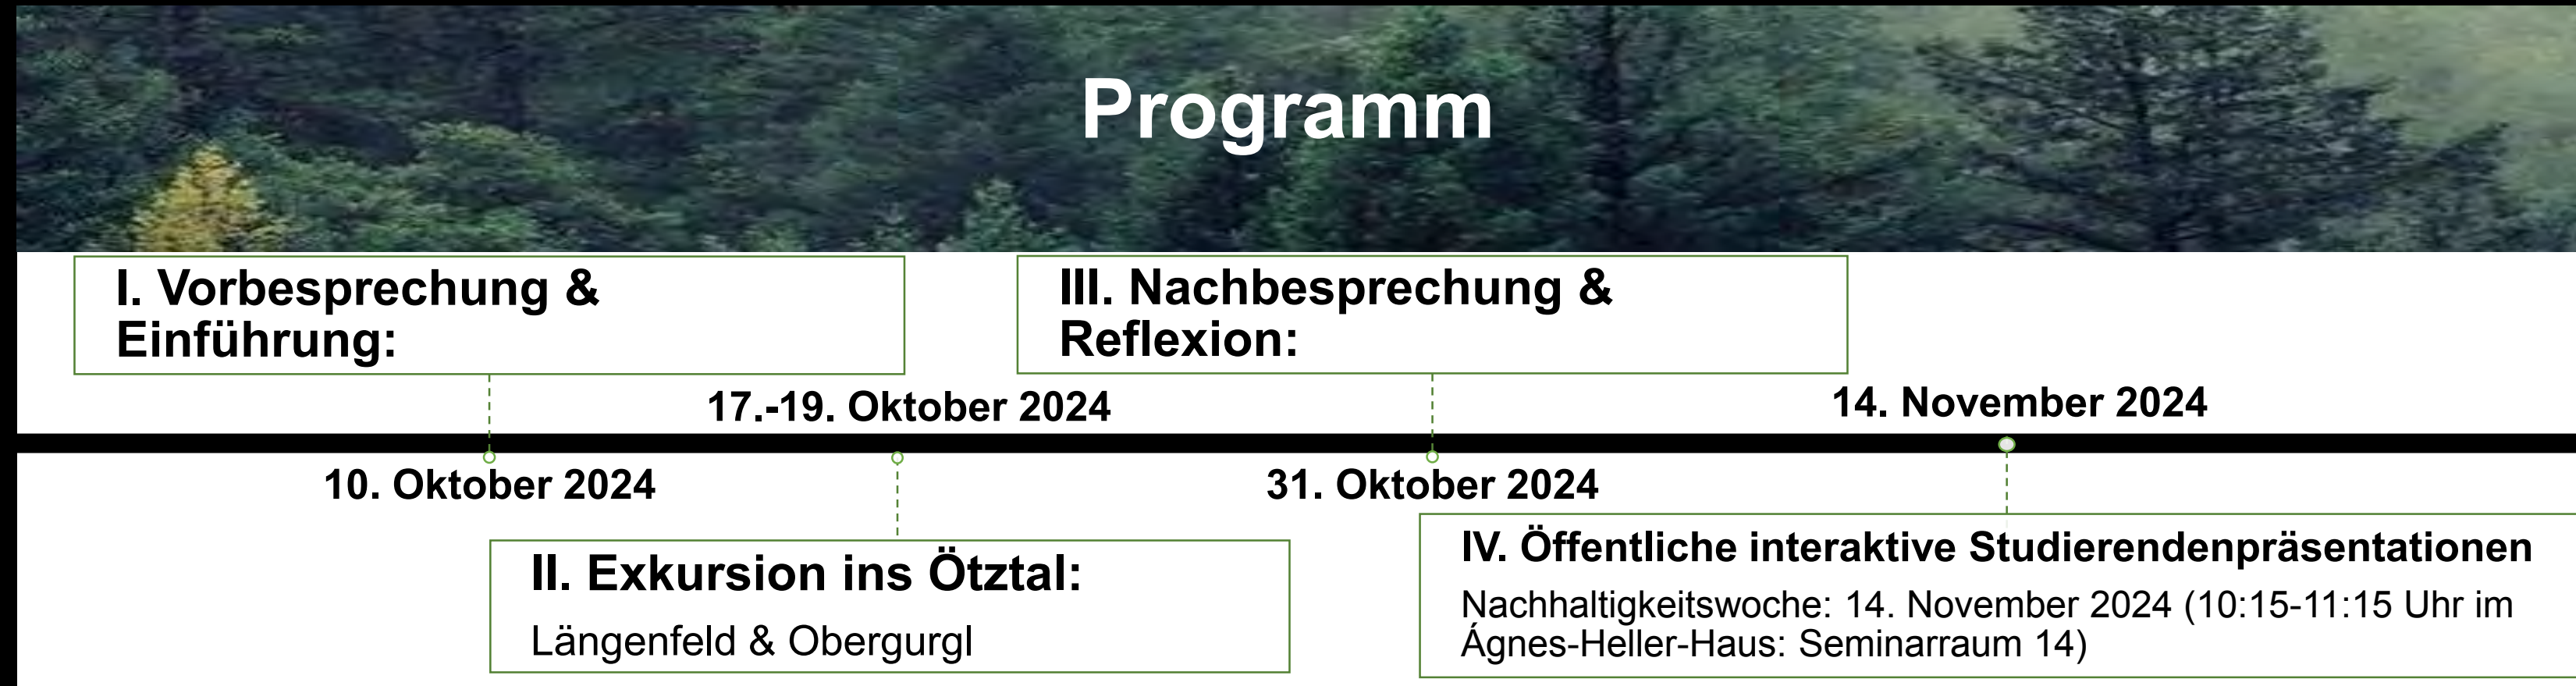 Programm
I. Vorbesprechung &
Einführung:
10. Oktober 2024
17.-19. Oktober 2024
II. Exkursion ins Ötztal:
Längenfeld & Obergurgl
III. Nachbesprechung &
Reflexion:
31. Oktober 2024
14. November 2024
IV. Öffentliche interaktive Studierendenpräsentationen
Nachhaltigkeitswoche: 14. November 2024 (10:15-11:15 Uhr im
Ágnes-Heller-Haus: Seminarraum 14)